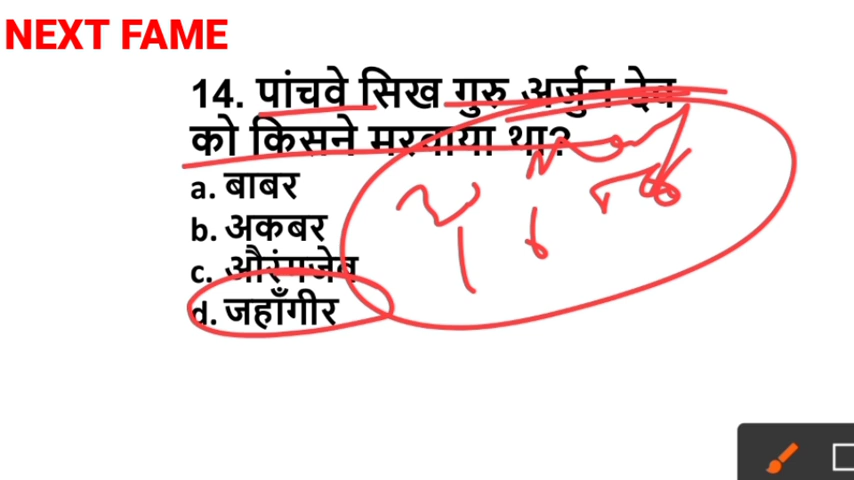 NEXT FAME
14. पांचवे सिख गुरु अर्जुन देव
को किसने मरवाया था?
a. बाबर
b. अकबर
c. औरंगजेब
d. जहाँगीर